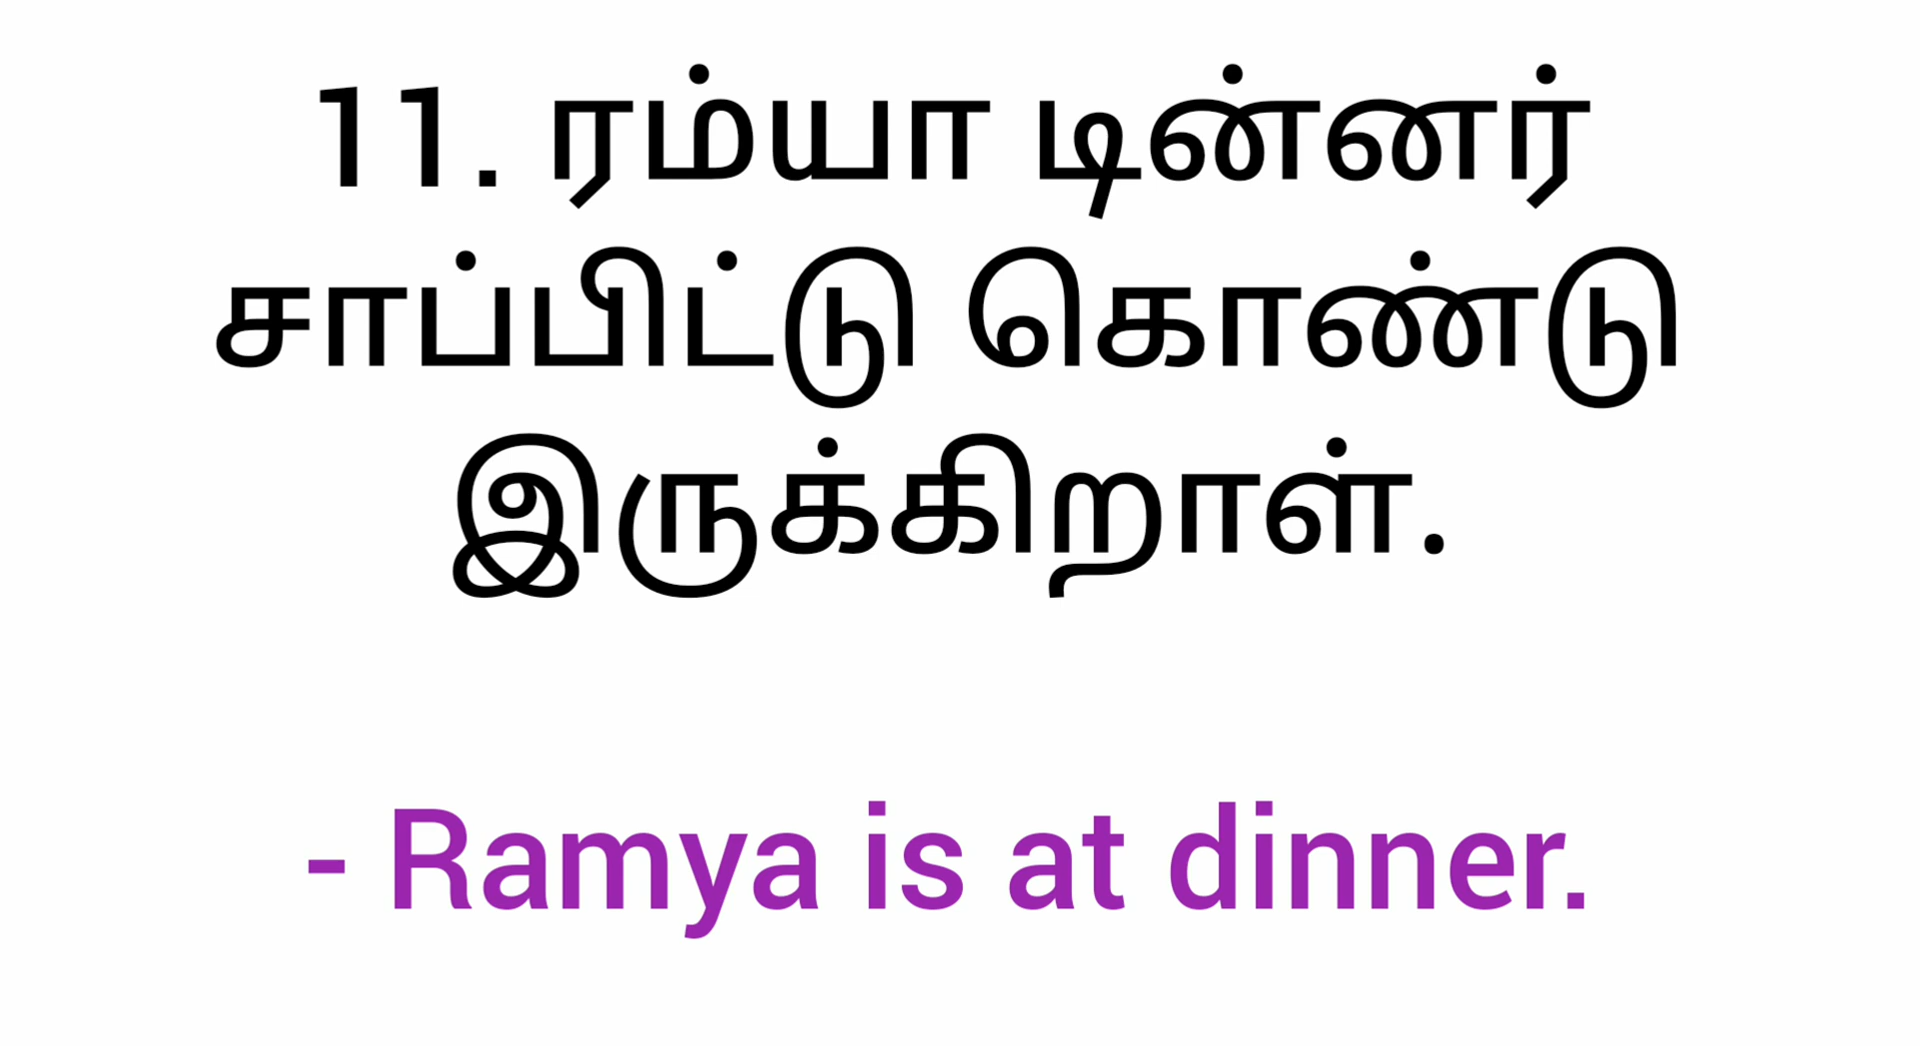 11. ரம்யா டின்னர்
சாப்பிட்டு கொண்டு
இருக்கிறாள்.
- Ramya is at dinner.